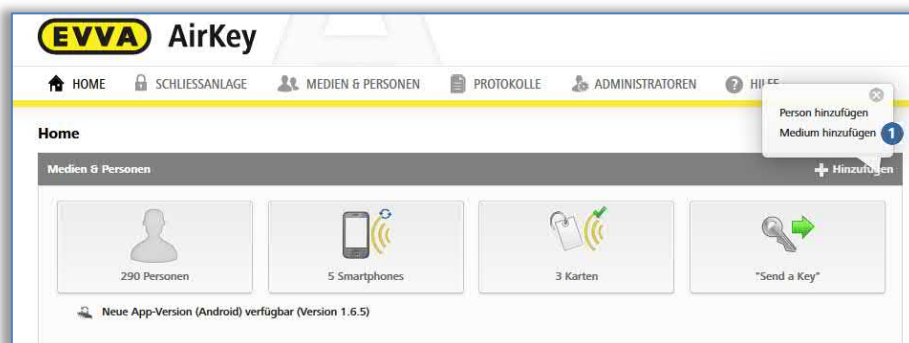 EVVA AirKey
HOME SCHLIESSANLAGE MEDIEN & PERSONEN PROTOKOLLE ADMINISTRATOREN HILFE
Person hinzufügen
Medium hinzufügen 1
Home
Medien & Personen Hinzufügen
290 Personen 5 Smartphones 3 Karten "Send a Key"
Neue App-Version (Android) verfügbar (Version 1.6.5)